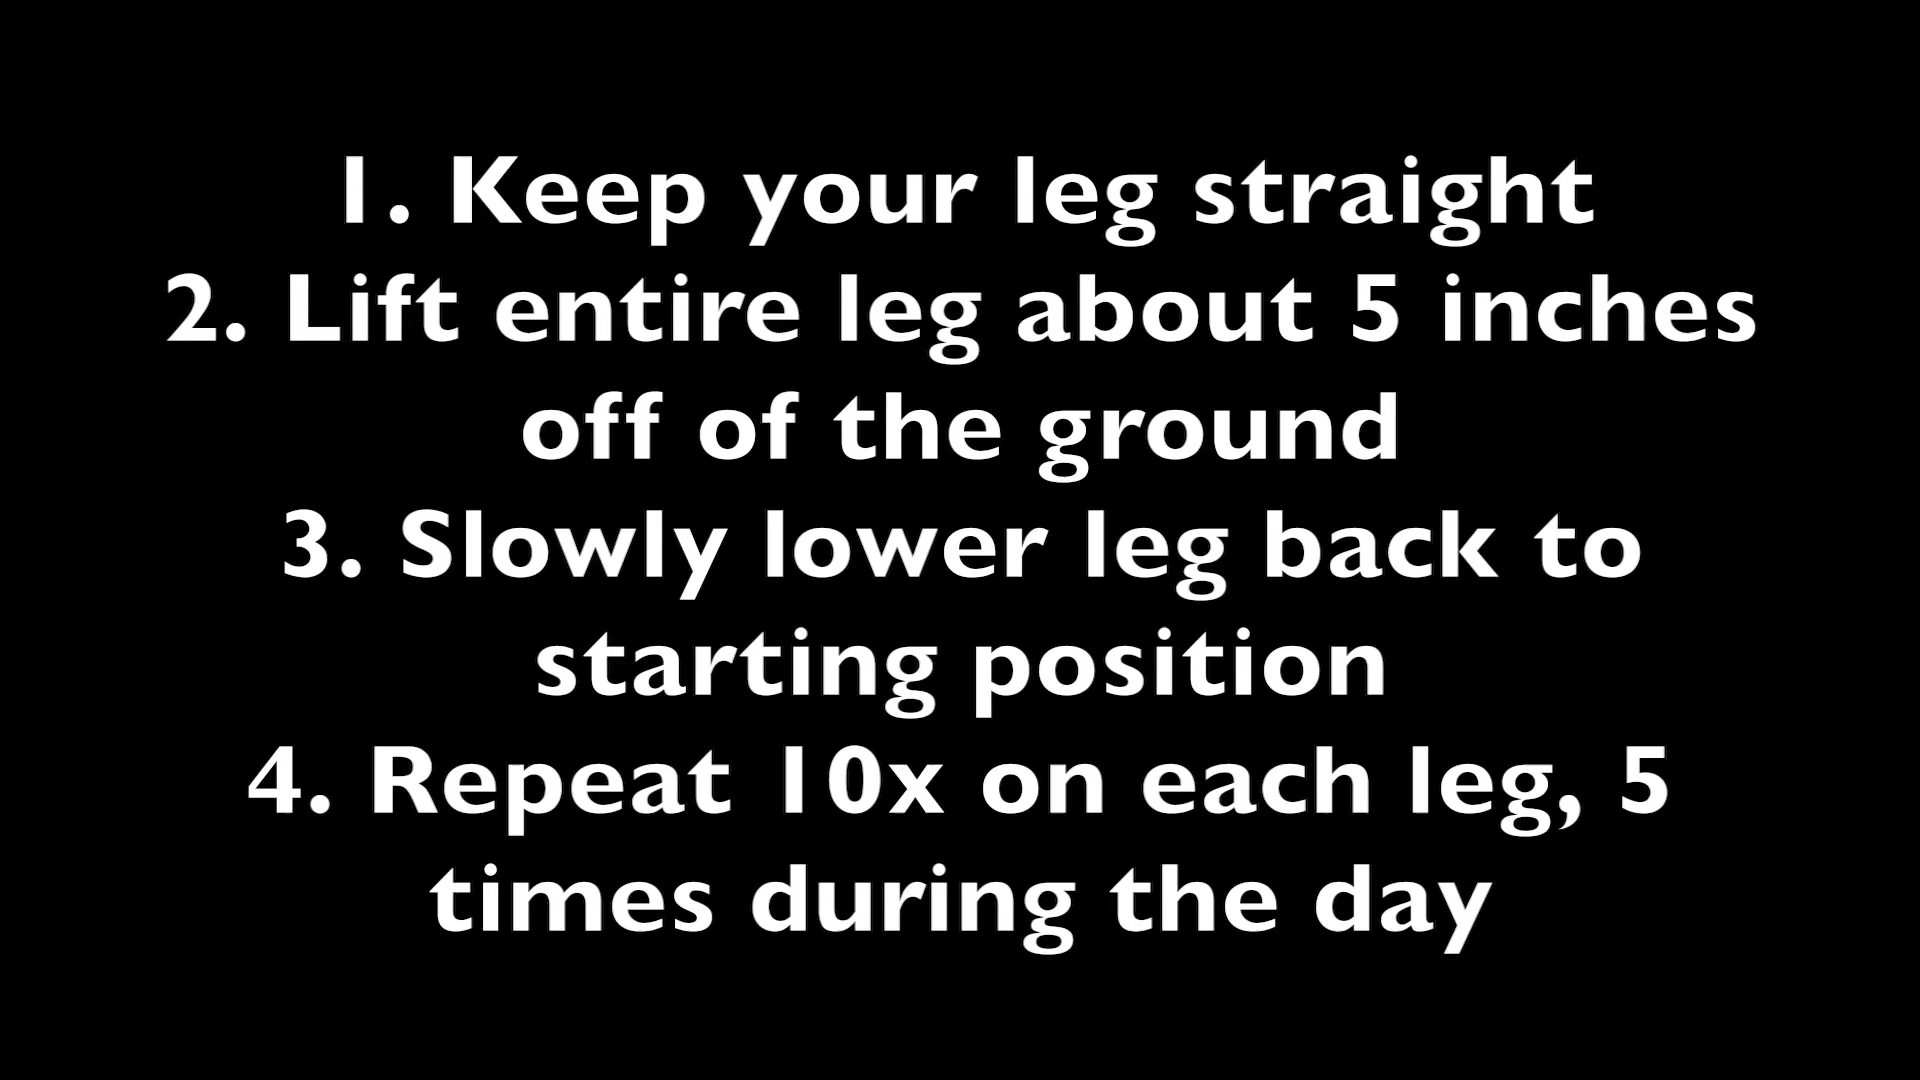 1. Keep your leg straight
2. Lift entire leg about 5 inches
off of the ground
3. Slowly lower leg back to
starting position
4. Repeat 10x on each leg, 5
times during the day